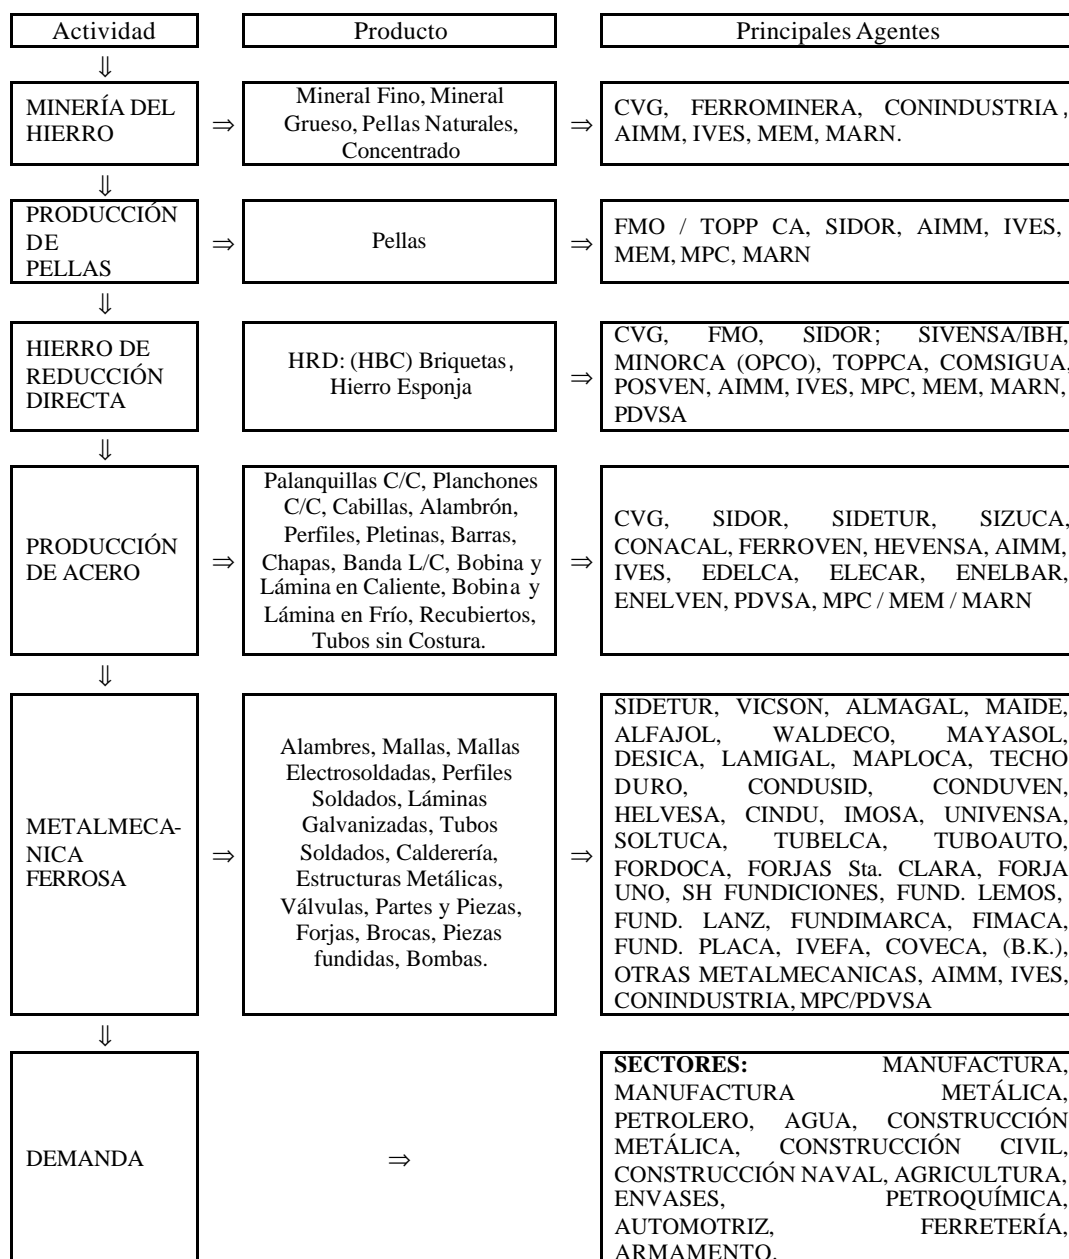 Actividad
Producto
Principales Agentes
⇓
MINERÍA DEL
HIERRO
⇒
Mineral Fino, Mineral
Grueso, Pellas Naturales,
Concentrado
⇒
CVG, FERROMINERA, CONINDUSTRIA,
AIMM, IVES, MEM, MARN.
⇓
PRODUCCIÓN
DE
PELLAS
⇒
Pellas
⇒
FMO / TOPP CA, SIDOR, AIMM, IVES,
MEM, MPC, MARN
⇓
HIERRO DE
REDUCCIÓN
DIRECTA
HRD: (HBC) Briquetas,
Hierro Esponja
⇒
CVG, FMO, SIDOR; SIVENSA/IBH,
MINORCA (OPCO), TOPPCA, COMSIGUA,
POSVEN, AIMM, IVES, MPC, MEM, MARN,
PDVSA
⇓
PRODUCCIÓN
DE ACERO
⇒
Palanquillas C/C, Planchones
C/C, Cabillas, Alambrón,
Perfiles, Pletinas, Barras,
Chapas, Banda L/C, Bobina y
Lámina en Caliente, Bobina y
Lámina en Frío, Recubiertos,
Tubos sin Costura.
⇒
CVG, SIDOR, SIDETUR, SIZUCA,
CONACAL, FERROVEN, HEVENSA, AIMM,
IVES, EDELCA, ELECAR, ENELBAR,
ENELVEN, PDVSA, MPC / MEM / MARN
⇓
METALMECA-
NICA
FERROSA
⇒
Alambres, Mallas, Mallas
Electrosoldadas, Perfiles
Soldados, Láminas
Galvanizadas, Tubos
Soldados, Calderería,
Estructuras Metálicas,
Válvulas, Partes y Piezas,
Forjas, Brocas, Piezas
fundidas, Bombas.
⇒
SIDETUR, VICSON, ALMAGAL, MAIDE,
ALFAJOL, WALDECO, MAYASOL,
DESICA, LAMIGAL, MAPLOCA, TECHO
DURO, CONDUSID, CONDUVEN,
HELVESA, CINDU, IMOSA, UNIVENSA,
SOLTUCA, TUBELCA, TUBOAUTO,
FORDOCA, FORJAS Sta. CLARA, FORJA
UNO, SH FUNDICIONES, FUND. LEMOS,
FUND. LANZ, FUNDIMARCA, FIMACA,
FUND. PLACA, IVEFA, COVECA, (B.K.),
OTRAS METALMECANICAS, AIMM, IVES,
CONINDUSTRIA, MPC/PDVSA
⇓
DEMANDA
⇒
SECTORES: MANUFACTURA,
MANUFACTURA METÁLICA,
PETROLERO, AGUA, CONSTRUCCIÓN
METÁLICA, CONSTRUCCIÓN CIVIL,
CONSTRUCCIÓN NAVAL, AGRICULTURA,
ENVASES, PETROQUÍMICA,
AUTOMOTRIZ, FERRETERÍA,
ARMAMENTO.